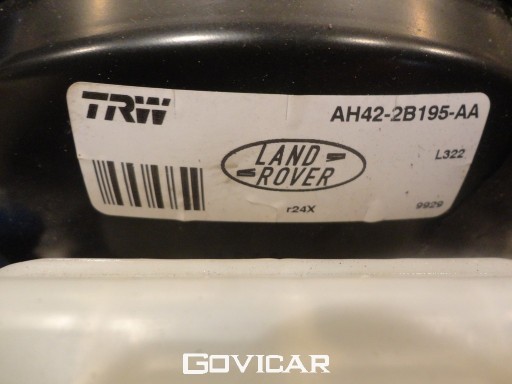 TRW
AH42-2B195-AA
LAND ROVER
L322
r24X
9929
GOVICAR